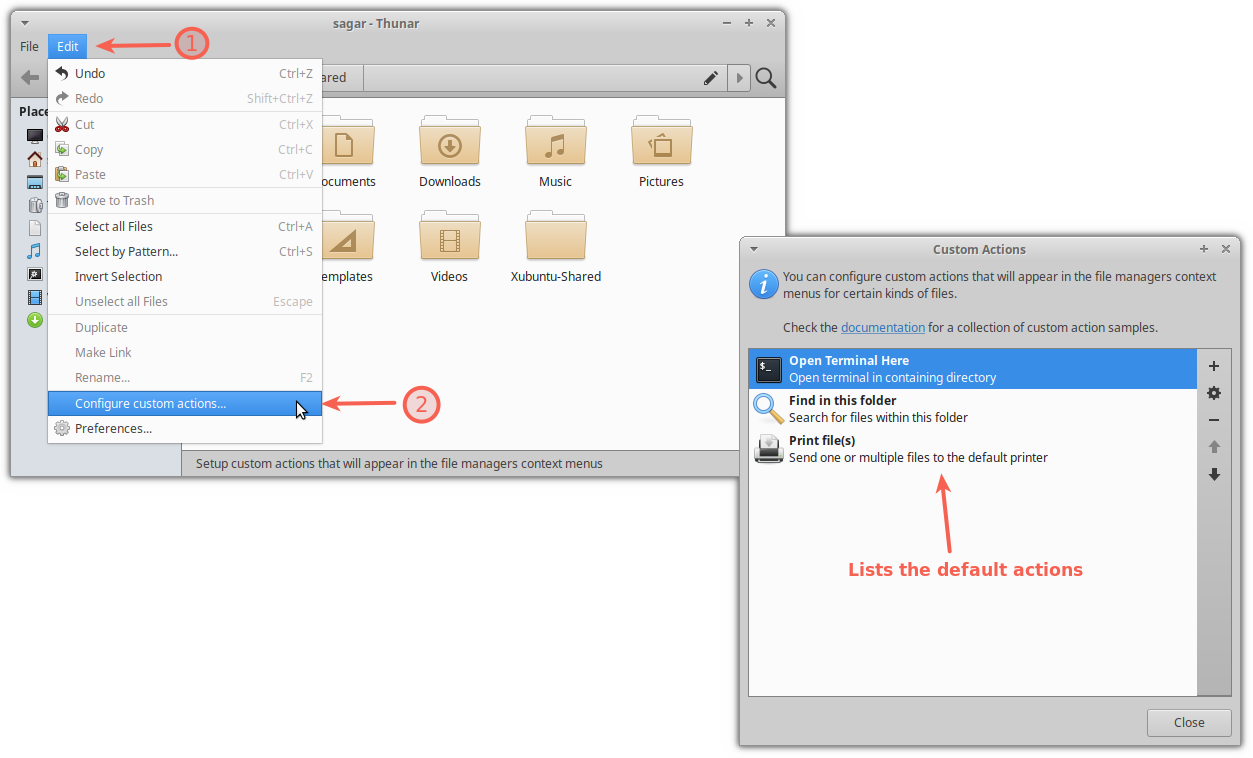 sagar - Thunar
File
Edit
1
Undo Ctrl+Z
Redo Shift+Ctrl+Z
Cut Ctrl+X
Copy Ctrl+C
Paste Ctrl+V
Move to Trash
Select all Files Ctrl+A
Select by Pattern... Ctrl+S
Invert Selection
Unselect all Files Escape
Duplicate
Make Link
Rename... F2
Configure custom actions...
Preferences...
2
ared
Place
ocuments
Downloads
Music
Pictures
emplates
Videos
Xubuntu-Shared
Setup custom actions that will appear in the file managers context menus
Custom Actions
You can configure custom actions that will appear in the file managers context
menus for certain kinds of files.
Check the documentation for a collection of custom action samples.
$_
Open Terminal Here
Open terminal in containing directory
Find in this folder
Search for files within this folder
Print file(s)
Send one or multiple files to the default printer
Lists the default actions
Close